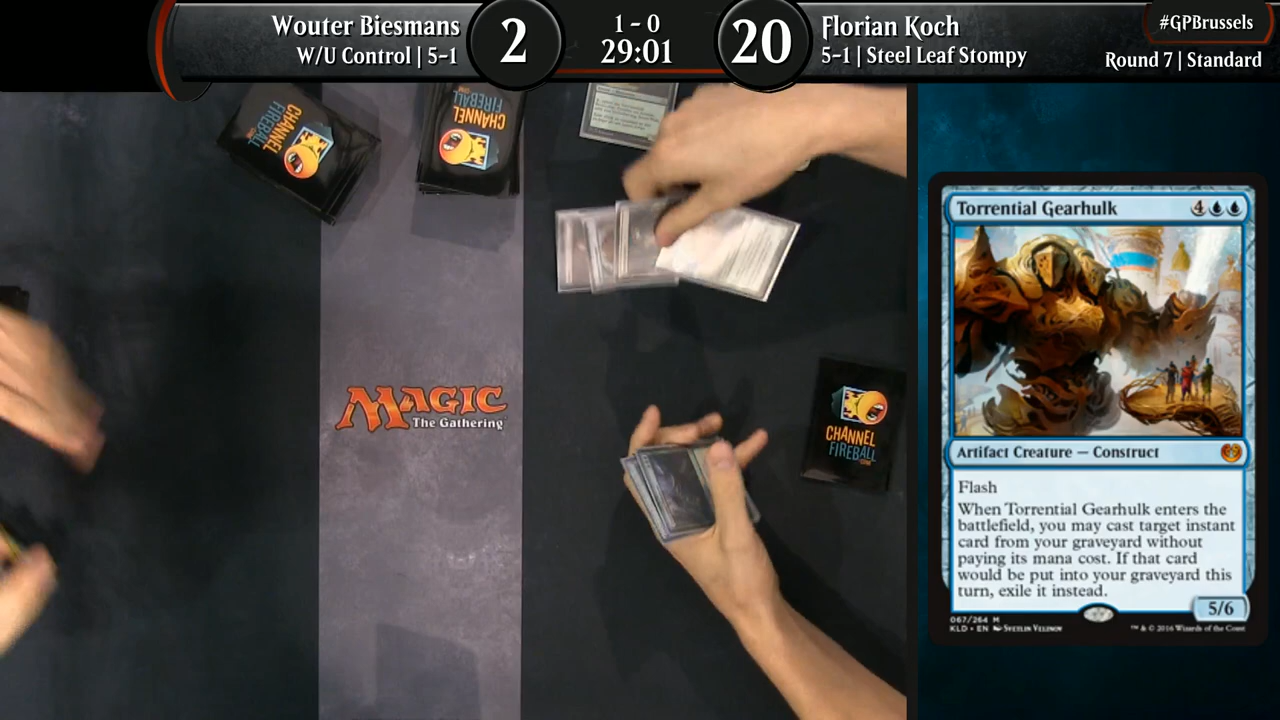 Wouter Biesmans
W/U Control | 5-1
2
1 - 0
29:01
20
Florian Koch
5-1 | Steel Leaf Stompy
#GPBrussels
Round 7 | Standard
CHANNEL
FIREBALL
CHANNEL
FIREBALL
MAGIC
The Gathering
CHANNEL
FIREBALL
Torrential Gearhulk 4
Artifact Creature — Construct
Flash
When Torrential Gearhulk enters the
battlefield, you may cast target instant
card from your graveyard without
paying its mana cost. If that card
would be put into your graveyard this
turn, exile it instead.
5/6
067/264 M
KLD • EN Svetlin Velinov
™ & © 2016 Wizards of the Coast